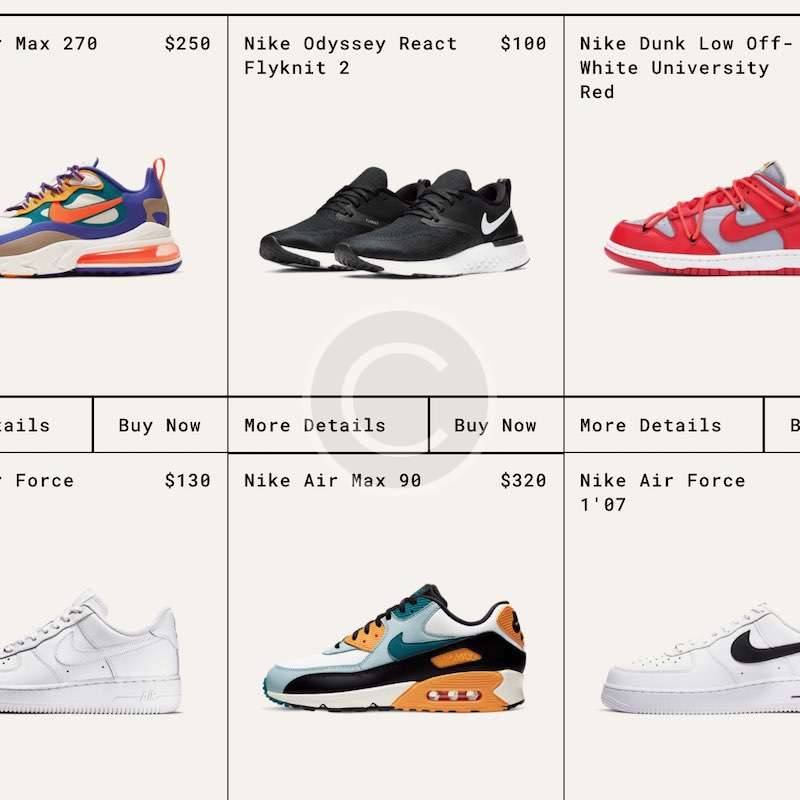 r Max 270 $250
Nike Odyssey React $100
Flyknit 2
Nike Dunk Low Off-
White University
Red
tails Buy Now
More Details Buy Now
More Details B
r Force $130
Nike Air Max 90 $320
Nike Air Force
1'07
C
AIR